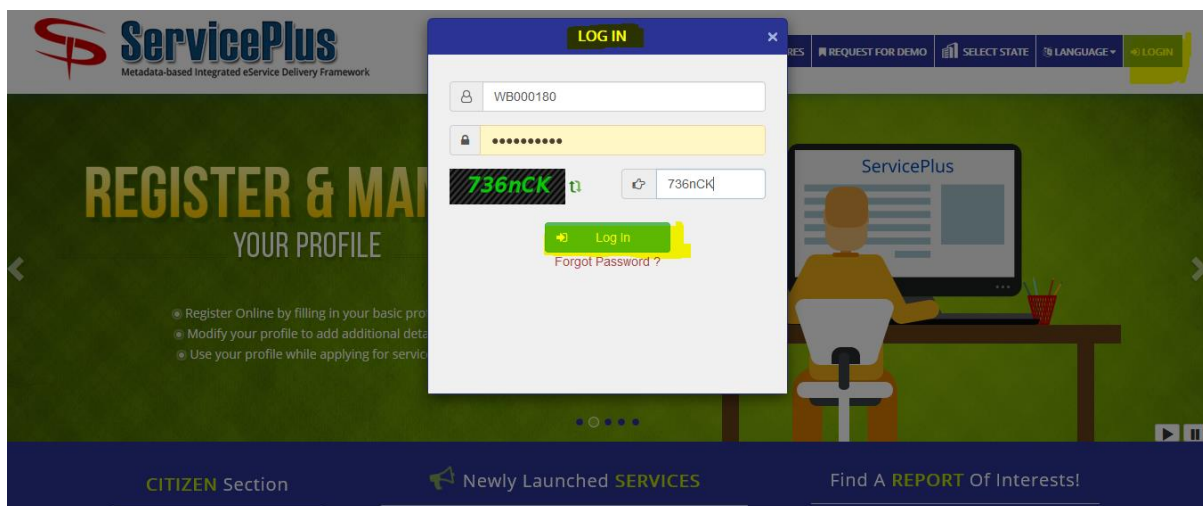 ServicePlus
Metadata-based Integrated eService Delivery Framework
RES
REQUEST FOR DEMO
SELECT STATE
LANGUAGE
LOGIN
LOG IN
×
WB000180
••••••••••
736nCK
736nCK
Log In
Forgot Password ?
REGISTER & MA
YOUR PROFILE
Register Online by filling in your basic pro
Modify your profile to add additional deta
Use your profile while applying for servic
ServicePlus
CITIZEN Section
Newly Launched SERVICES
Find A REPORT Of Interests!